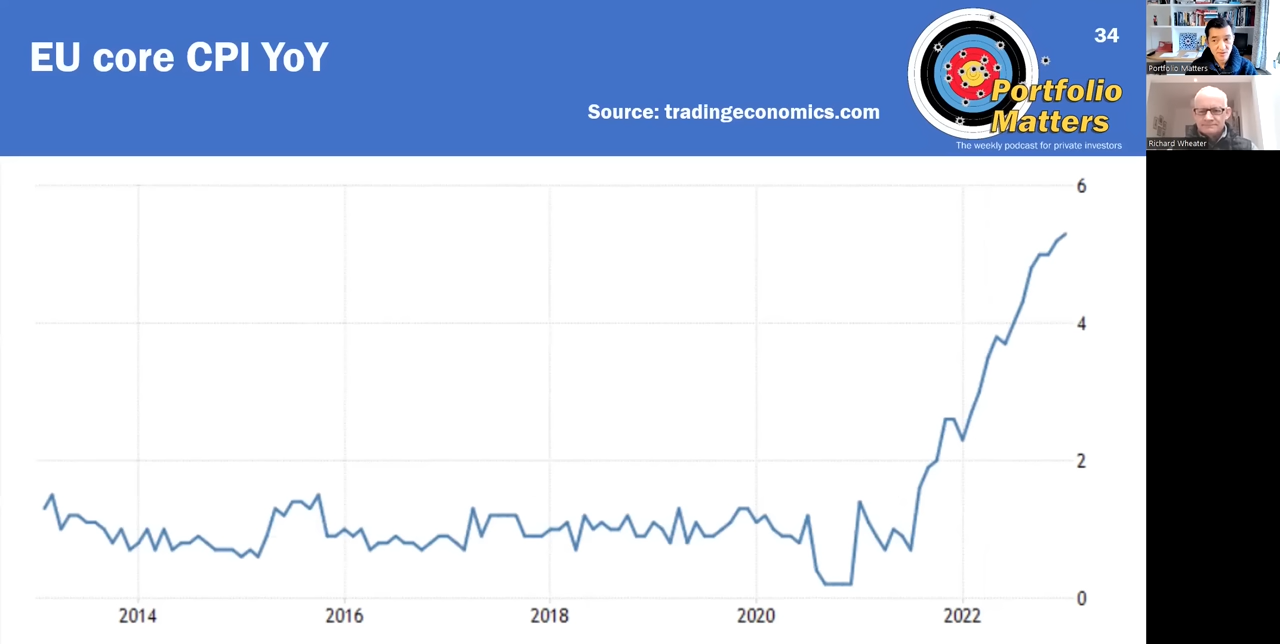 EU core CPI YoY
Source: tradingeconomics.com
34
Portfolio
Matters
The weekly podcast for private investors
Portfolio Matters
Richard Wheater
6
4
2
0
2014
2016
2018
2020
2022